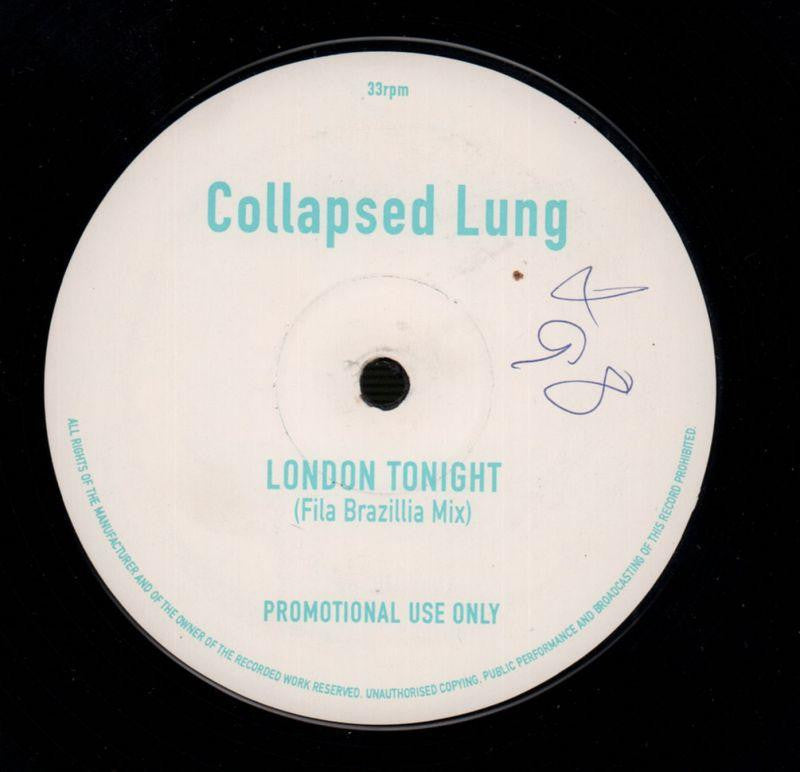 33rpm
Collapsed Lung
498
LONDON TONIGHT
(Fila Brazillia Mix)
PROMOTIONAL USE ONLY
ALL RIGHTS OF THE MANUFACTURER AND OF THE OWNER OF THE RECORDED WORK RESERVED. UNAUTHORISED COPYING. PUBLIC PERFORMANCE AND BROADCASTING OF THIS RECORD PROHIBITED.